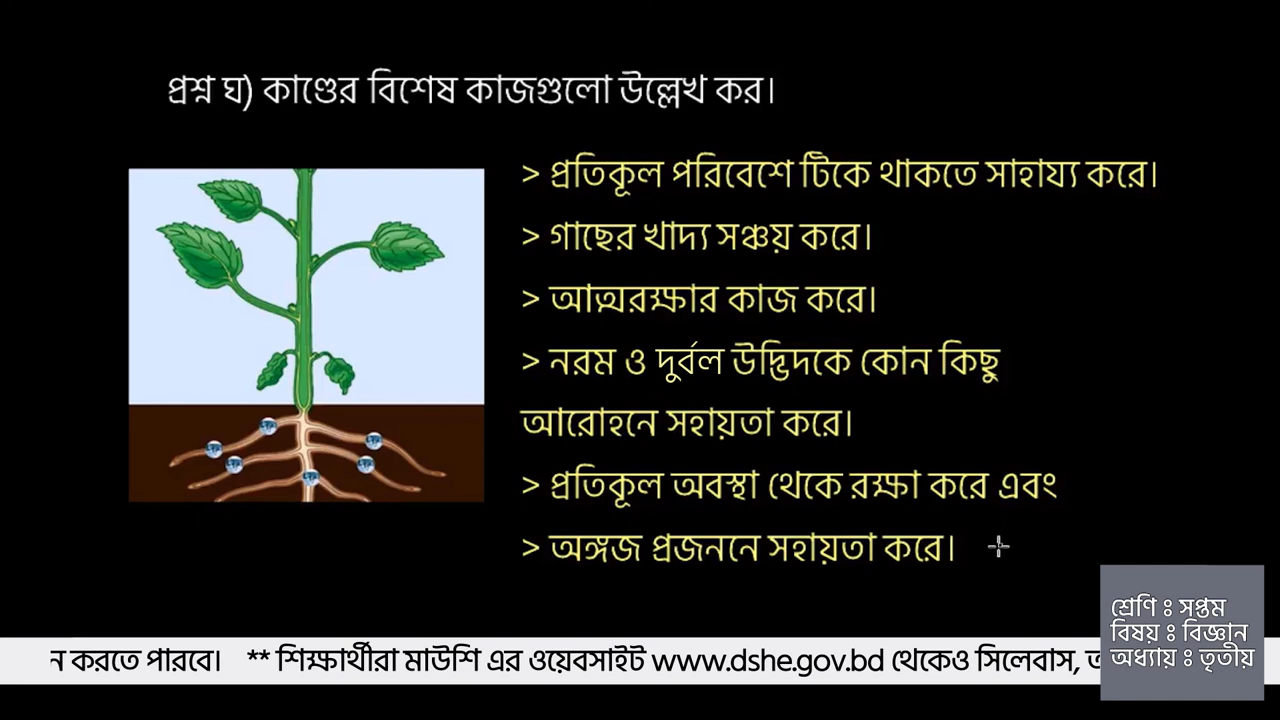 প্রশ্ন ঘ) কাণ্ডের বিশেষ কাজগুলো উল্লেখ কর।
> প্রতিকূল পরিবেশে টিকে থাকতে সাহায্য করে।
> গাছের খাদ্য সঞ্চয় করে।
> আত্মরক্ষার কাজ করে।
> নরম ও দুর্বল উদ্ভিদকে কোন কিছু
আরোহনে সহায়তা করে।
> প্রতিকূল অবস্থা থেকে রক্ষা করে এবং
> অঙ্গজ প্রজননে সহায়তা করে।
শ্রেণি ঃ সপ্তম
বিষয় ঃ বিজ্ঞান
অধ্যায় ঃ তৃতীয়
ন করতে পারবে। ** শিক্ষার্থীরা মাউশি এর ওয়েবসাইট www.dshe.gov.bd থেকেও সিলেবাস,